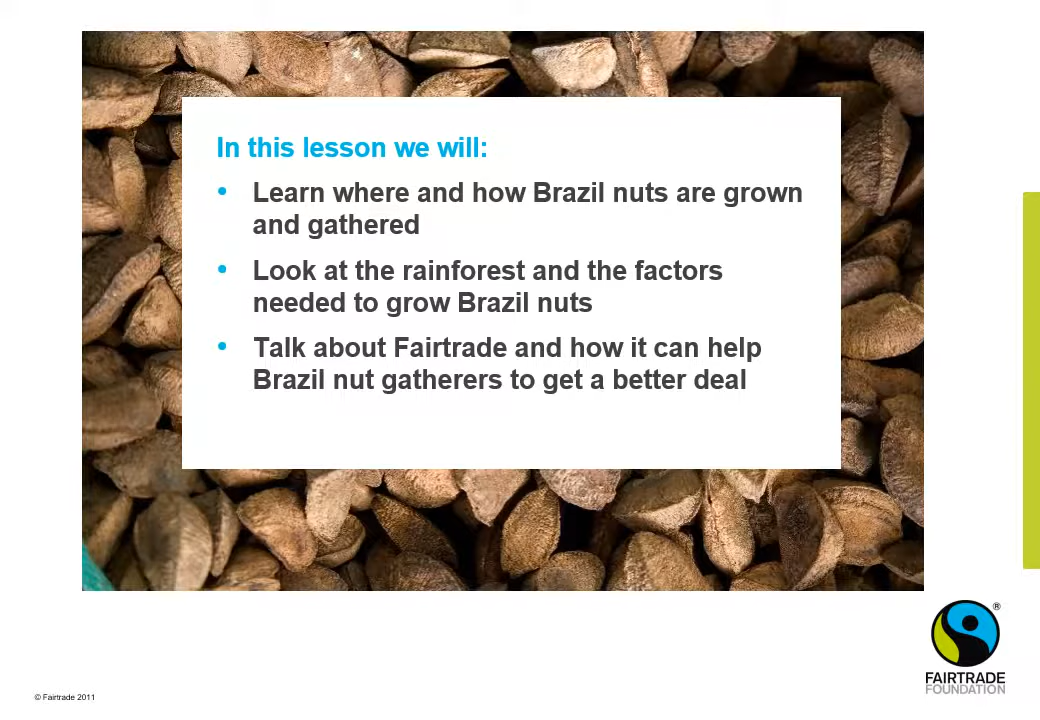 In this lesson we will:
• Learn where and how Brazil nuts are grown
and gathered
• Look at the rainforest and the factors
needed to grow Brazil nuts
• Talk about Fairtrade and how it can help
Brazil nut gatherers to get a better deal
®
FAIRTRADE
FOUNDATION
© Fairtrade 2011